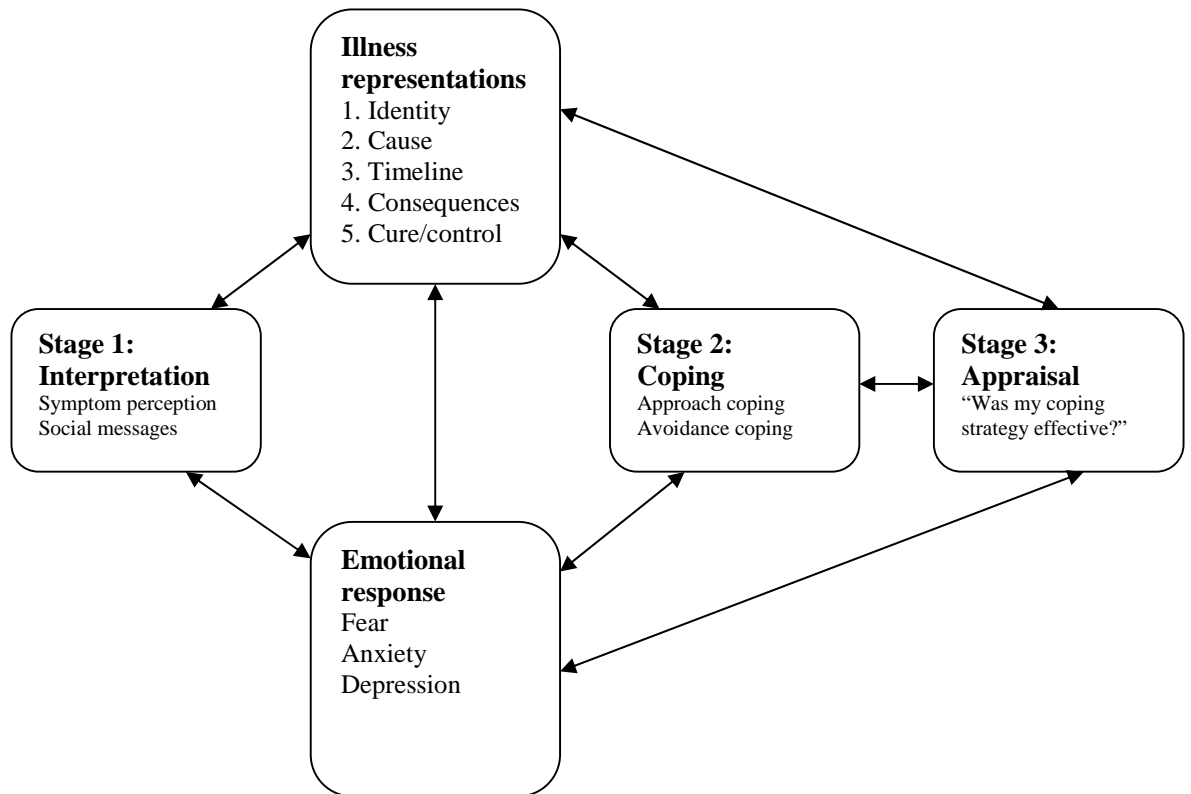 Illness
representations
1. Identity
2. Cause
3. Timeline
4. Consequences
5. Cure/control
Stage 1:
Interpretation
Symptom perception
Social messages
Stage 2:
Coping
Approach coping
Avoidance coping
Stage 3:
Appraisal
“Was my coping
strategy effective?”
Emotional
response
Fear
Anxiety
Depression